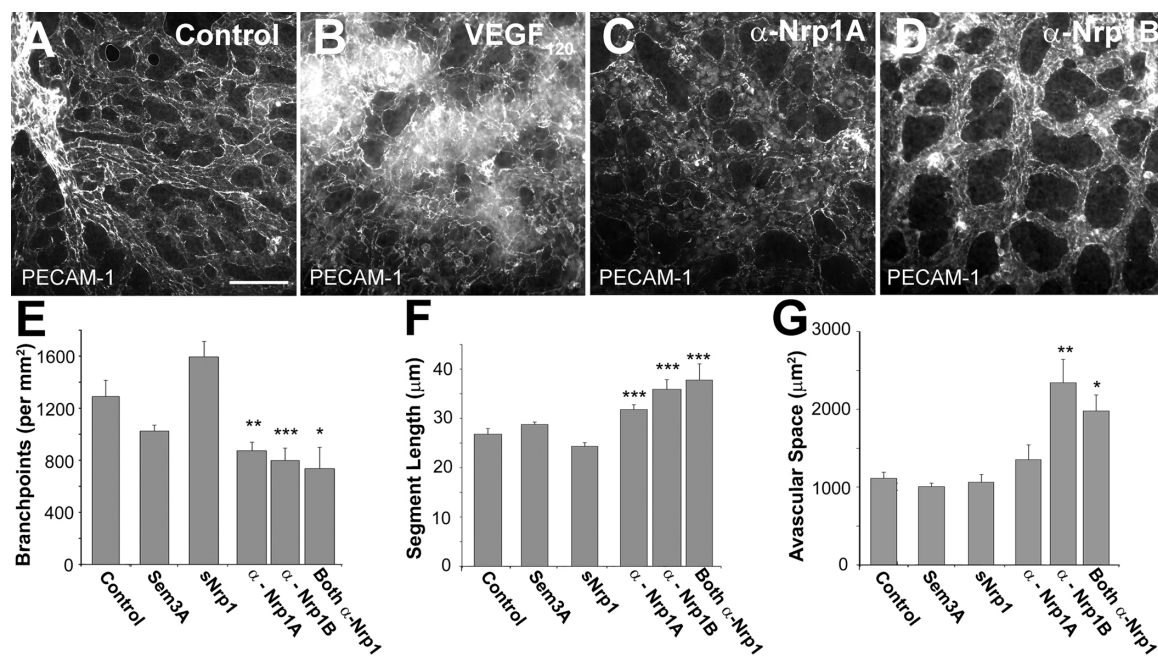 A Control
PECAM-1
B VEGF120
PECAM-1
C α-Nrp1A
PECAM-1
D α-Nrp1B
PECAM-1
E
Branchpoints (per mm²)
1600
1200
800
400
0
**
***
*
Control
Sem3A
sNrp1
α - Nrp1A
α - Nrp1B
Both α-Nrp1
F
Segment Length (μm)
40
30
20
10
0
***
***
***
Control
Sem3A
sNrp1
α - Nrp1A
α - Nrp1B
Both α-Nrp1
G
Avascular Space (μm²)
3000
2000
1000
0
**
*
Control
Sem3A
sNrp1
α - Nrp1A
α - Nrp1B
Both α-Nrp1